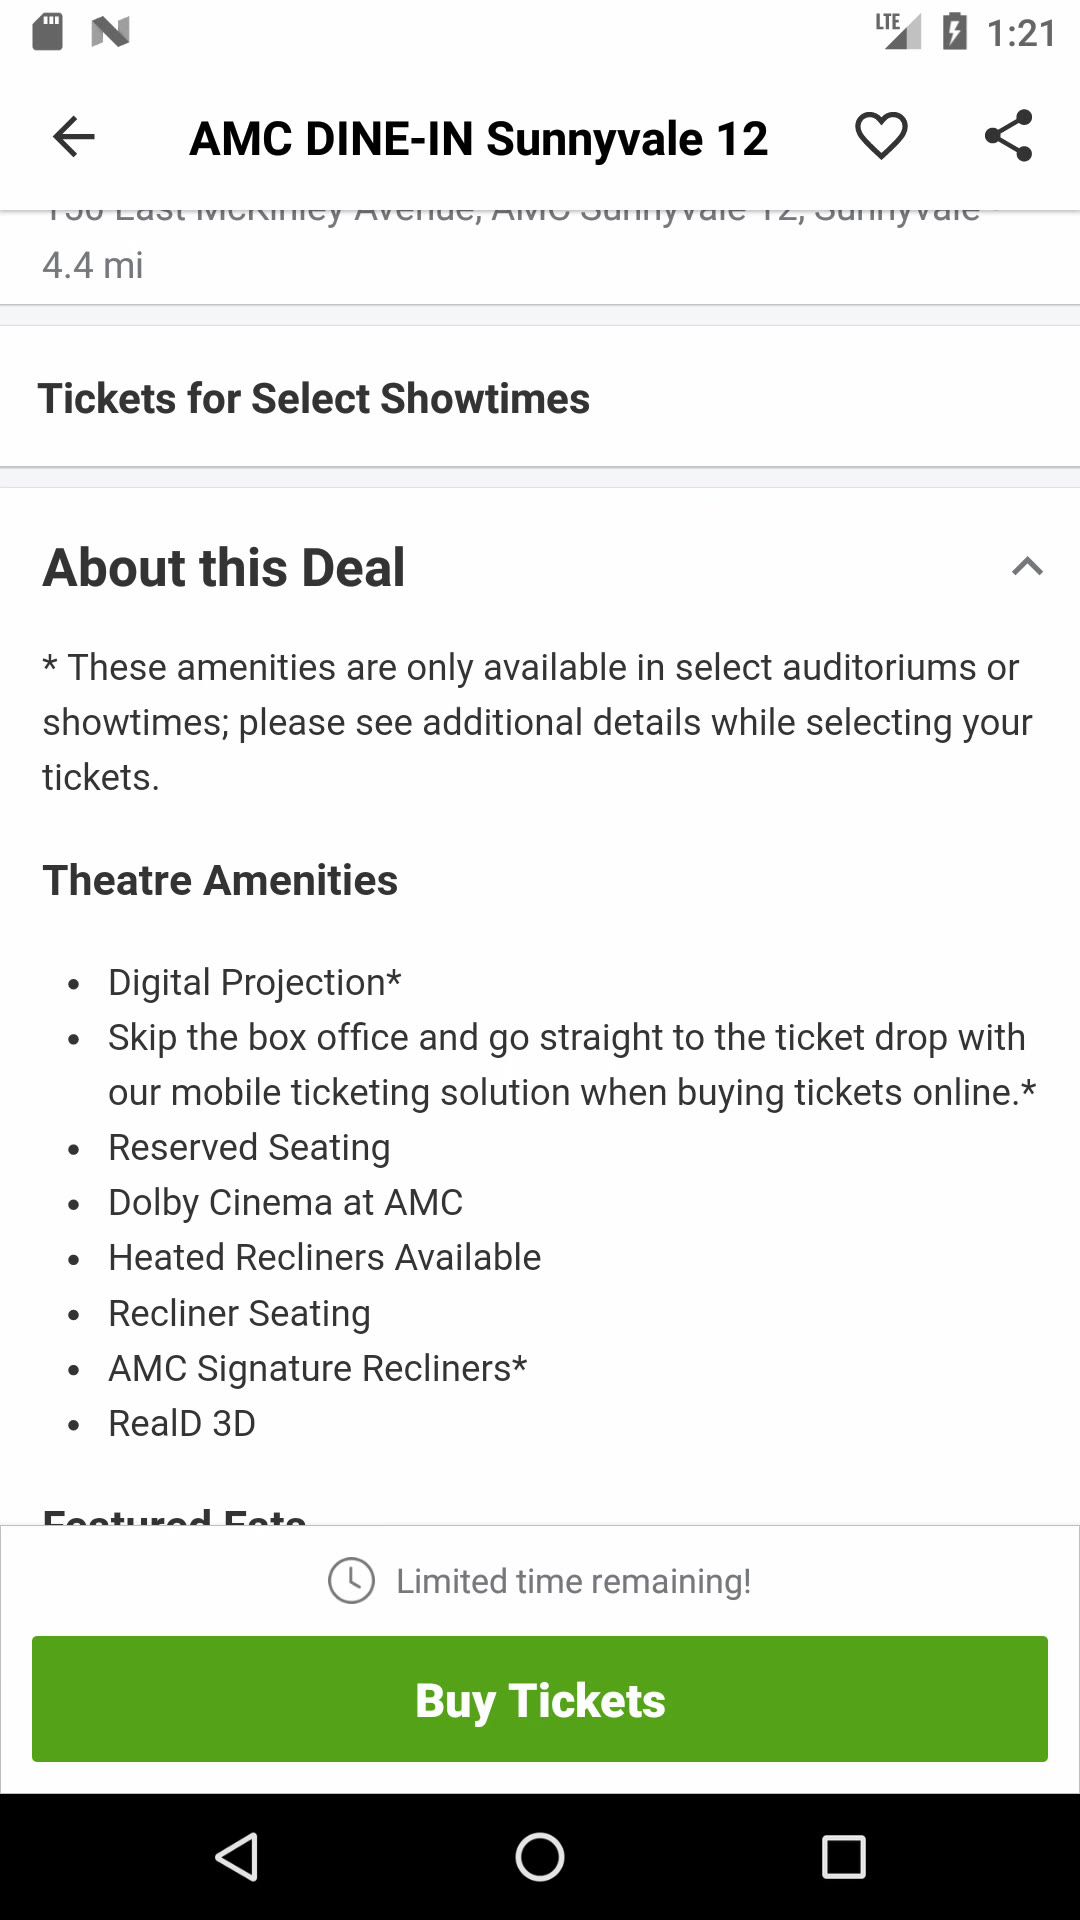 LTE 1:21
AMC DINE-IN Sunnyvale 12
150 East McKinley Avenue, AMC Sunnyvale 12, Sunnyvale
4.4 mi
Tickets for Select Showtimes
About this Deal
* These amenities are only available in select auditoriums or
showtimes; please see additional details while selecting your
tickets.
Theatre Amenities
• Digital Projection*
• Skip the box office and go straight to the ticket drop with
our mobile ticketing solution when buying tickets online.*
• Reserved Seating
• Dolby Cinema at AMC
• Heated Recliners Available
• Recliner Seating
• AMC Signature Recliners*
• RealD 3D
Featured Eats
Limited time remaining!
Buy Tickets